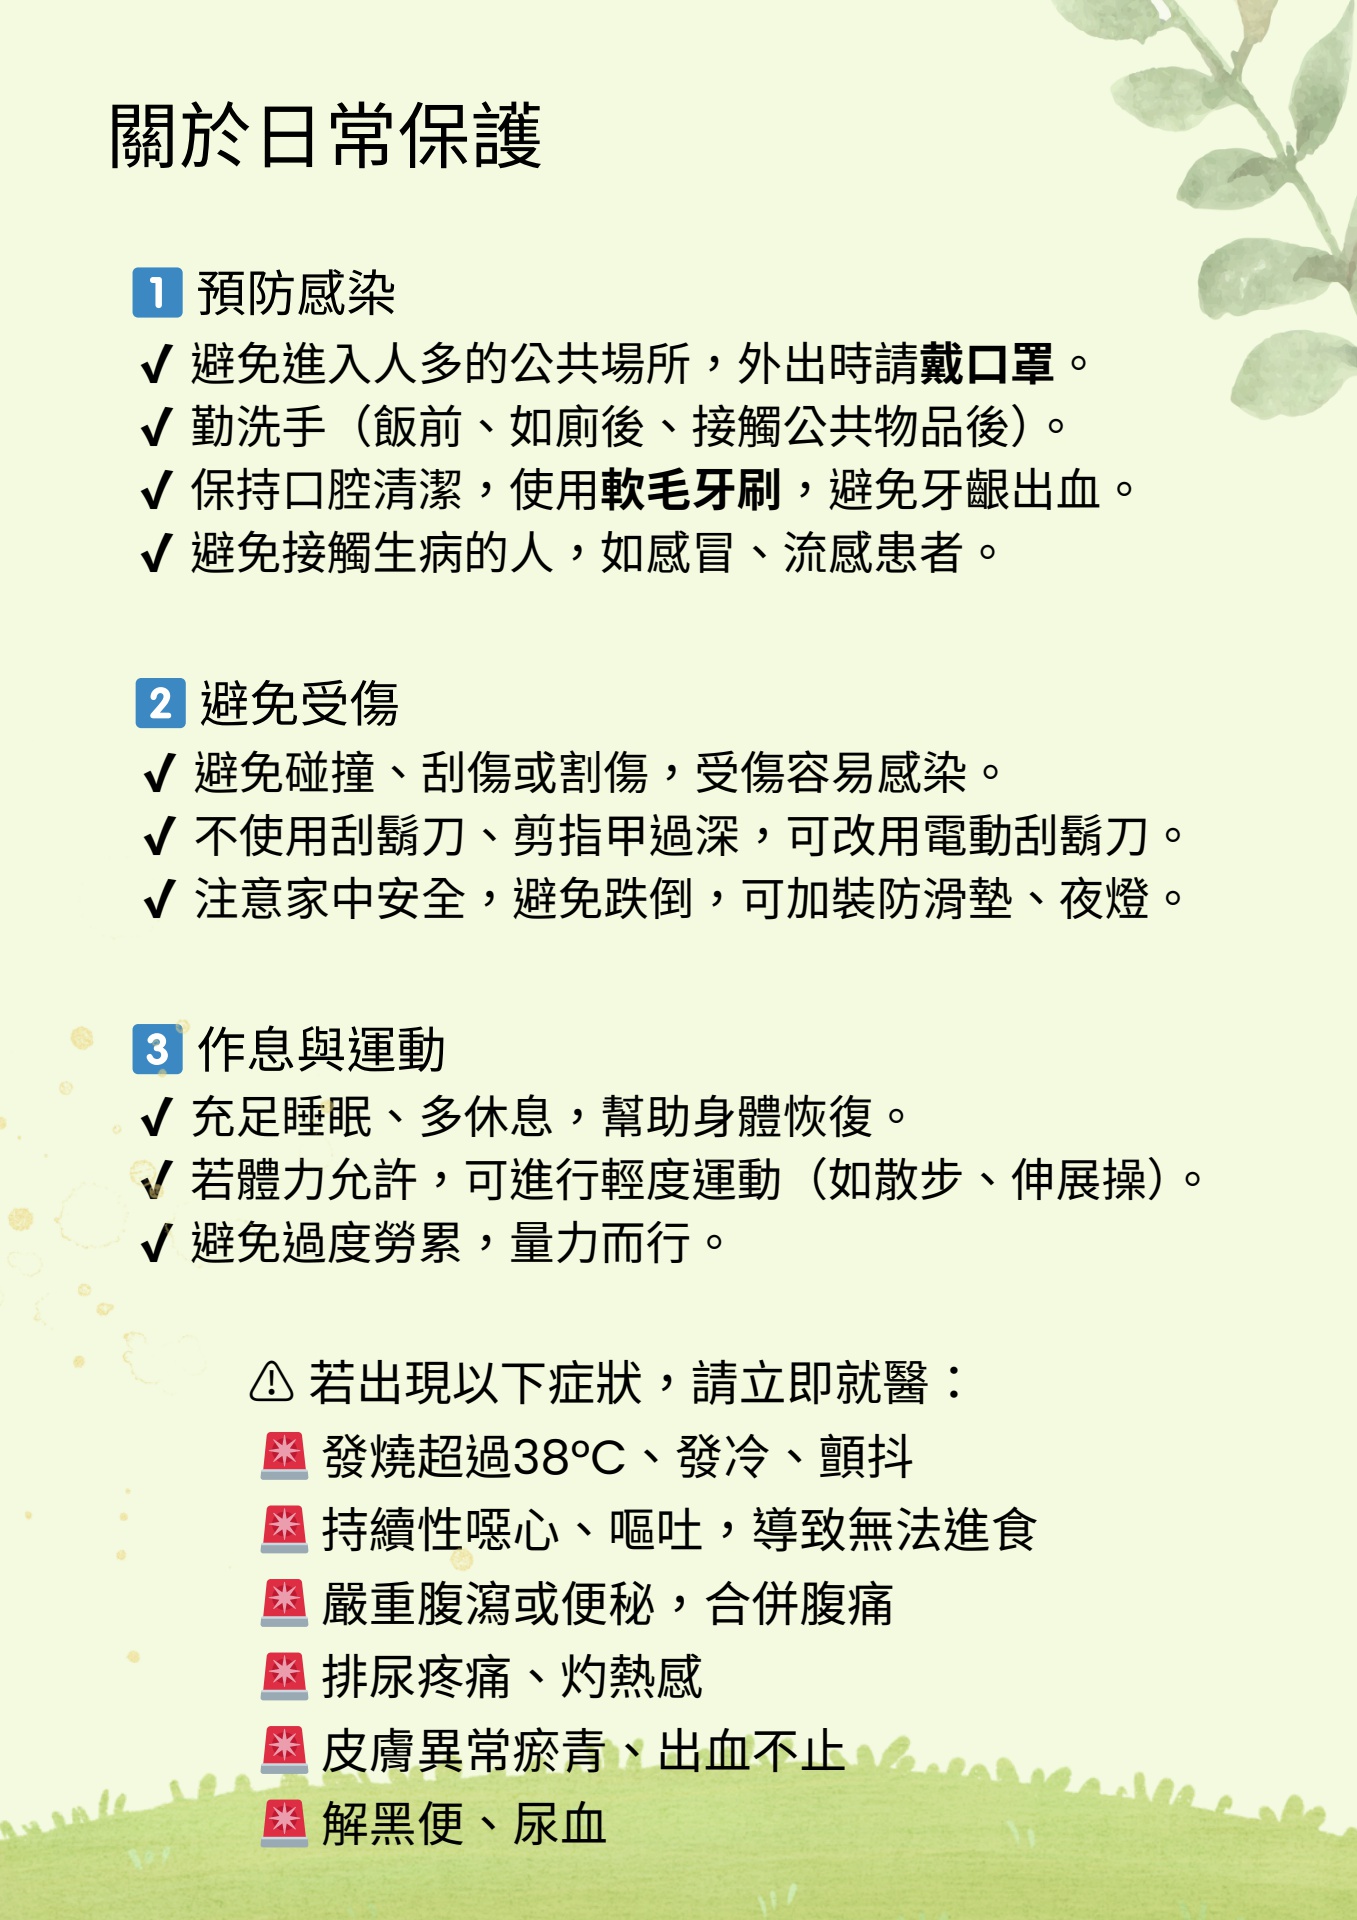 關於日常保護
1 預防感染
✔ 避免進入人多的公共場所，外出時請戴口罩。
✔ 勤洗手（飯前、如廁後、接觸公共物品後）。
✔ 保持口腔清潔，使用軟毛牙刷，避免牙齦出血。
✔ 避免接觸生病的人，如感冒、流感患者。
2 避免受傷
✔ 避免碰撞、刮傷或割傷，受傷容易感染。
✔ 不使用刮鬍刀、剪指甲過深，可改用電動刮鬍刀。
✔ 注意家中安全，避免跌倒，可加裝防滑墊、夜燈。
3 作息與運動
✔ 充足睡眠、多休息，幫助身體恢復。
✔ 若體力允許，可進行輕度運動（如散步、伸展操）。
✔ 避免過度勞累，量力而行。
⚠ 若出現以下症狀，請立即就醫：
🚨 發燒超過38°C、發冷、顫抖
🚨 持續性噁心、嘔吐，導致無法進食
🚨 嚴重腹瀉或便秘，合併腹痛
🚨 排尿疼痛、灼熱感
🚨 皮膚異常瘀青、出血不止
🚨 解黑便、尿血